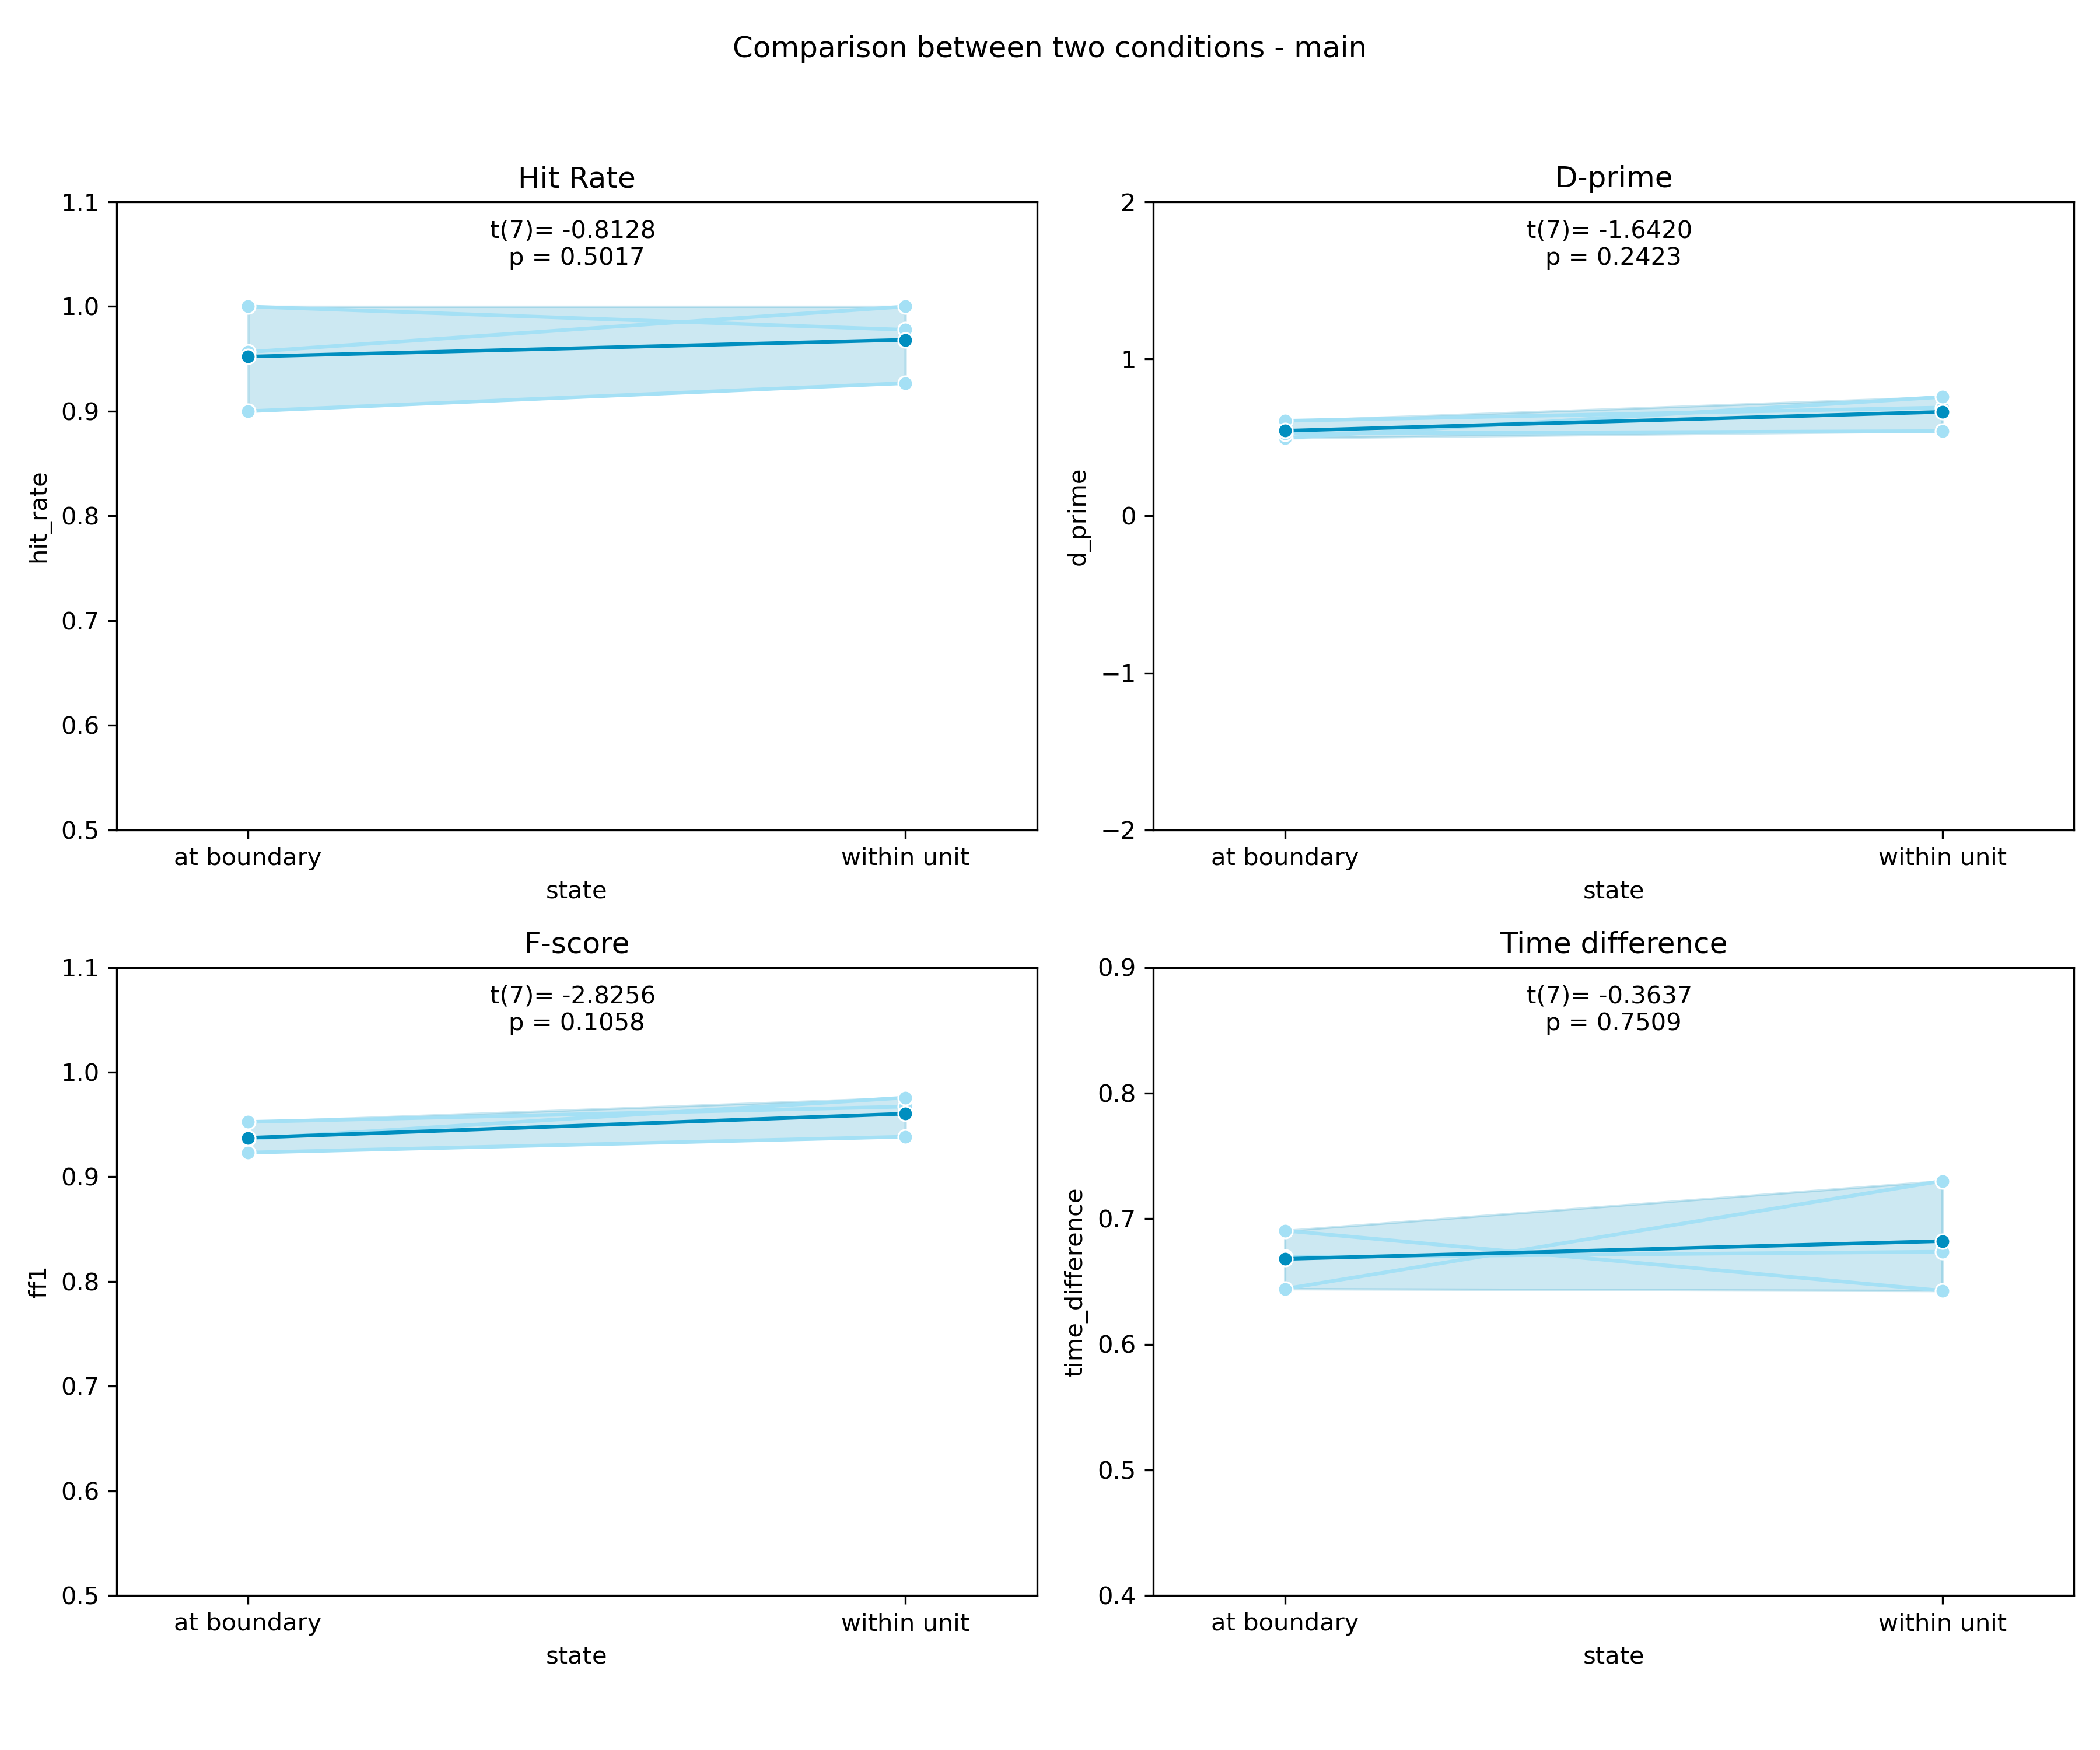 Comparison between two conditions - main
Hit Rate
t(7)= -0.8128
p = 0.5017
1.1
1.0
0.9
0.8
0.7
0.6
0.5
hit_rate
at boundary
within unit
state
D-prime
t(7)= -1.6420
p = 0.2423
2
1
0
−1
−2
d_prime
at boundary
within unit
state
F-score
t(7)= -2.8256
p = 0.1058
1.1
1.0
0.9
0.8
0.7
0.6
0.5
ff1
at boundary
within unit
state
Time difference
t(7)= -0.3637
p = 0.7509
0.9
0.8
0.7
0.6
0.5
0.4
time_difference
at boundary
within unit
state